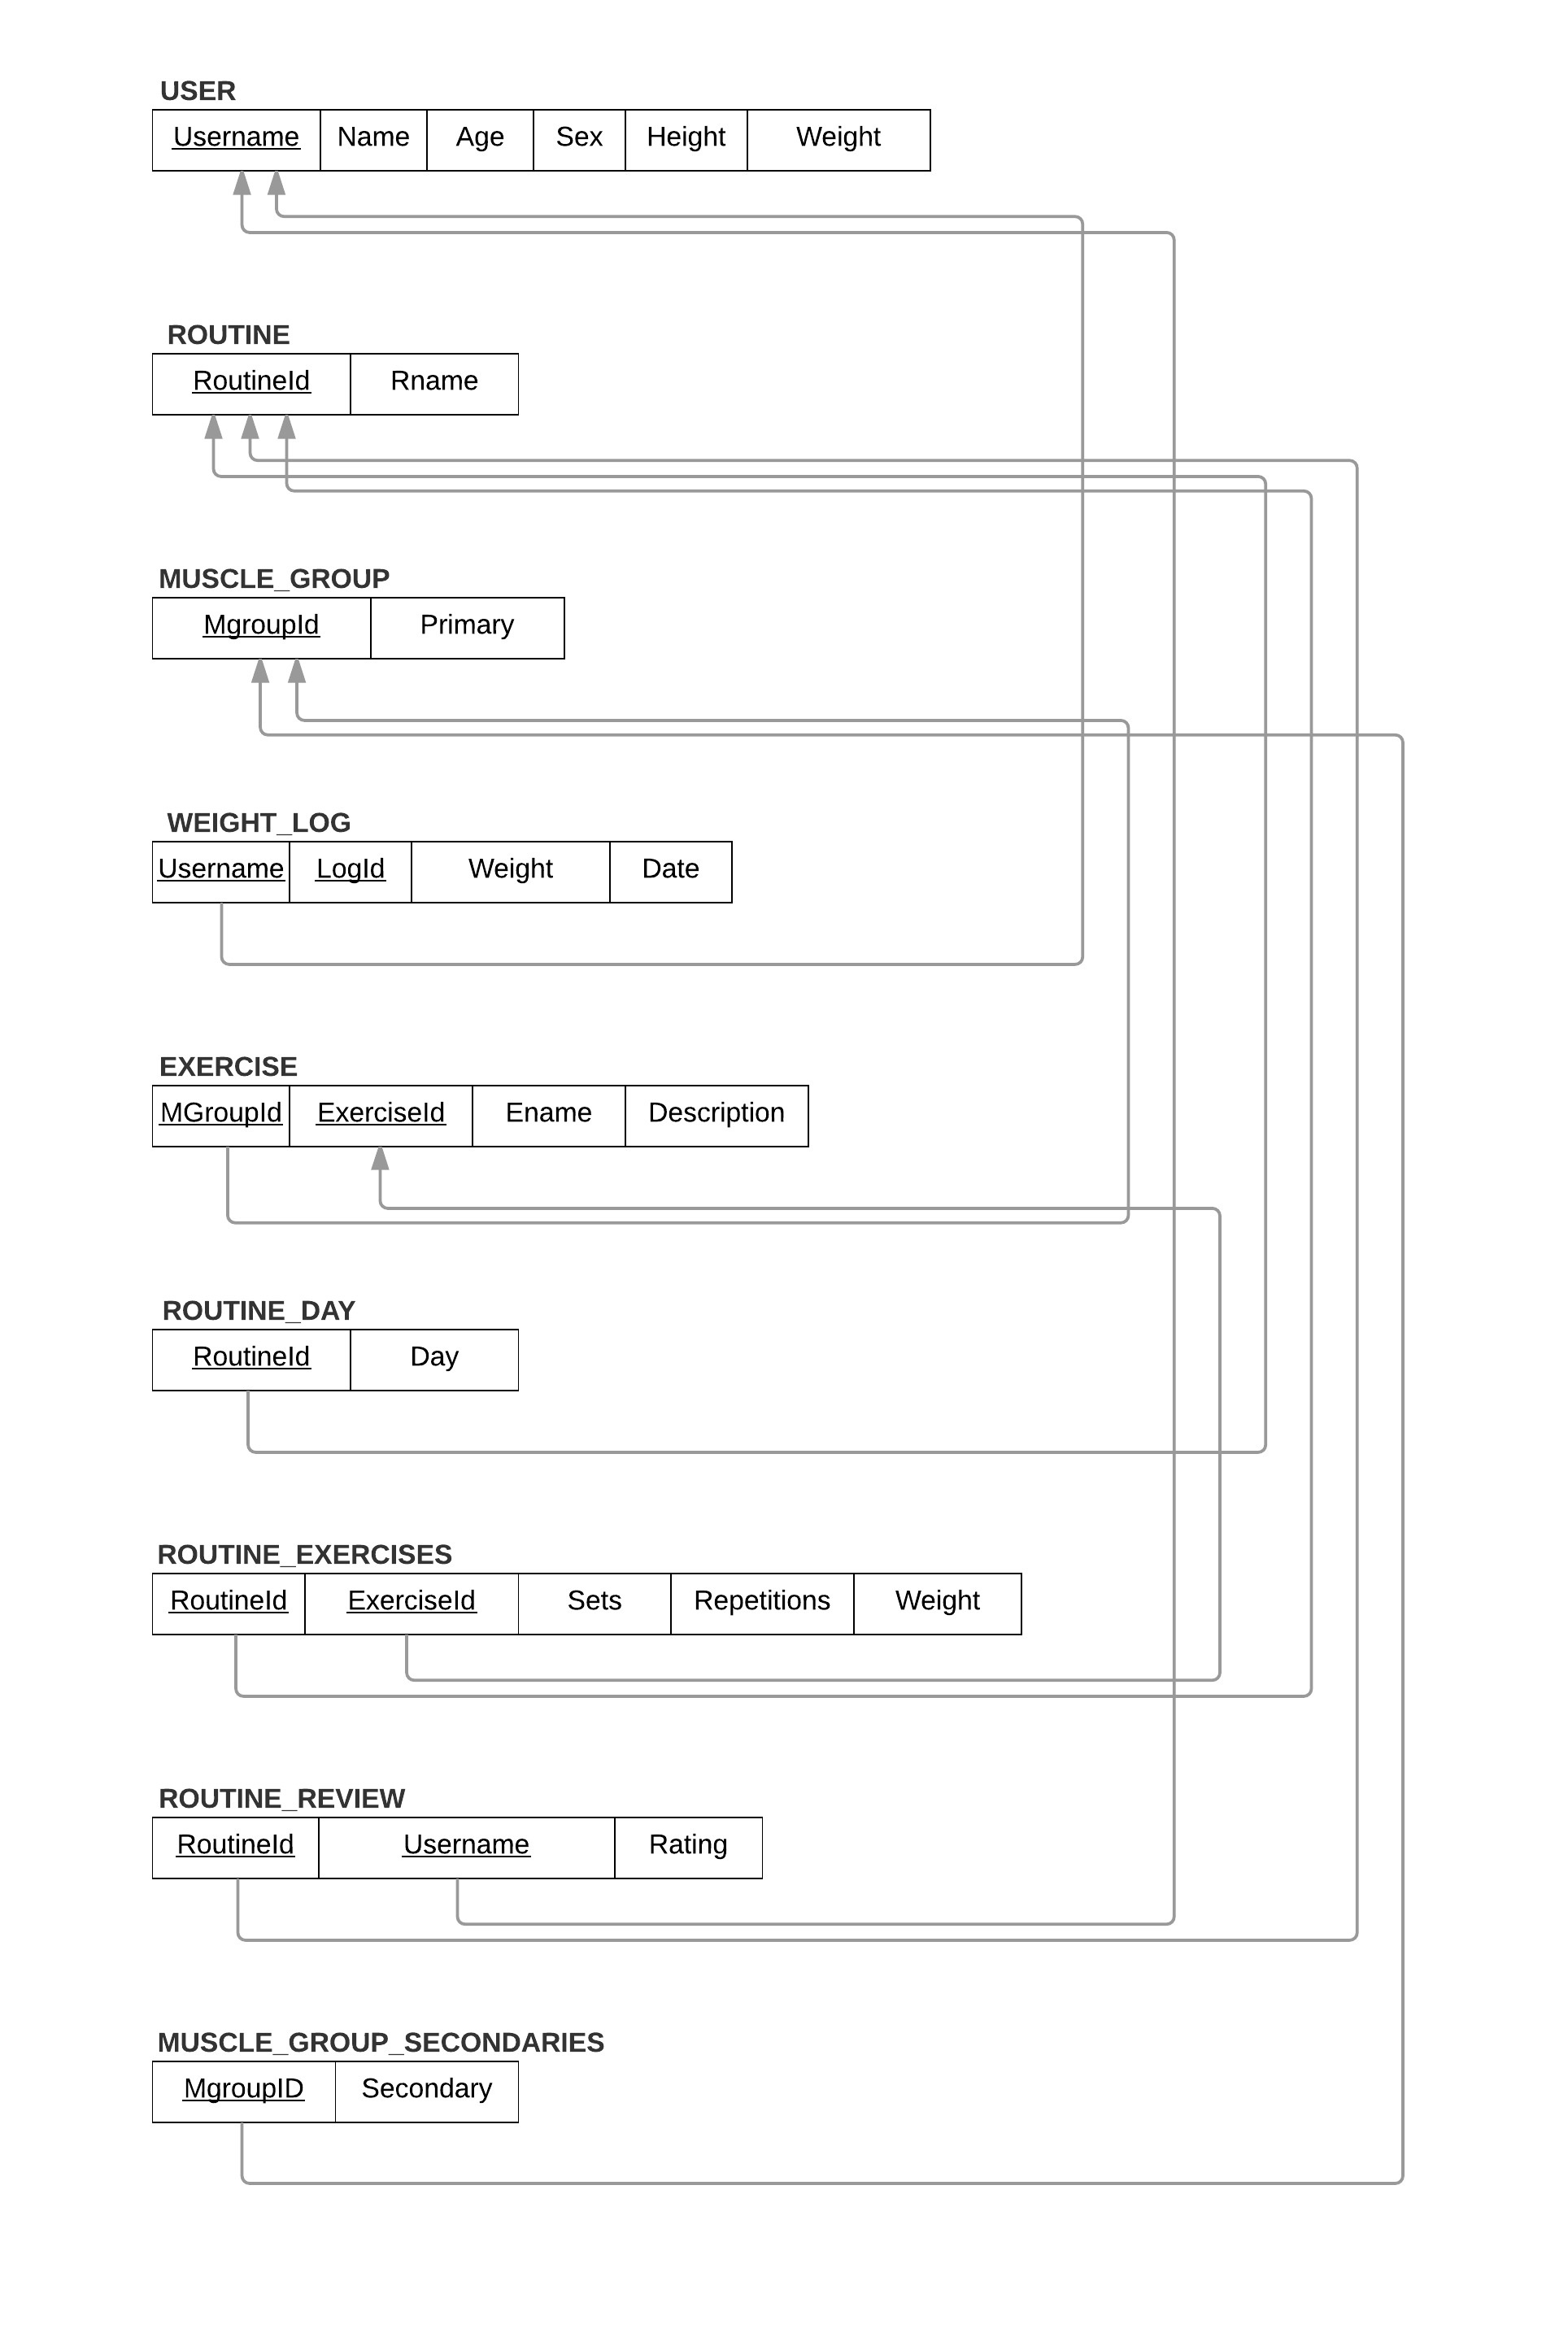 USER
Username Name Age Sex Height Weight
ROUTINE
RoutineId Rname
MUSCLE_GROUP
MgroupId Primary
WEIGHT_LOG
Username LogId Weight Date
EXERCISE
MGroupId ExerciseId Ename Description
ROUTINE_DAY
RoutineId Day
ROUTINE_EXERCISES
RoutineId ExerciseId Sets Repetitions Weight
ROUTINE_REVIEW
RoutineId Username Rating
MUSCLE_GROUP_SECONDARIES
MgroupID Secondary